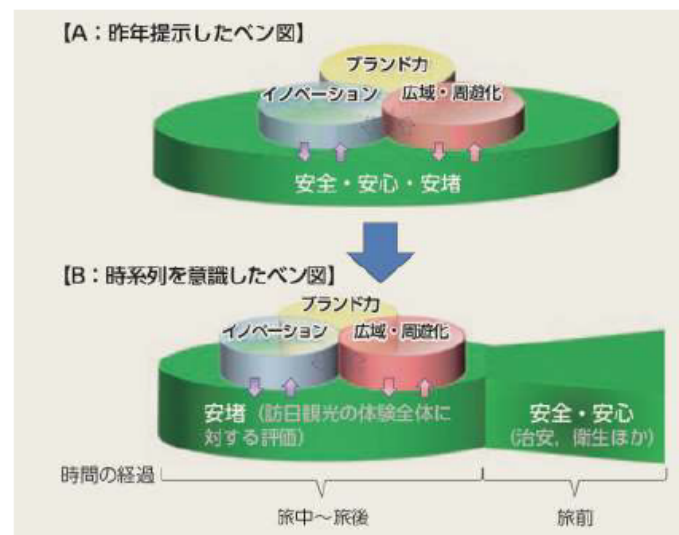 【A：昨年提示したベン図】
ブランド力
イノベーション 広域・周遊化
安全・安心・安堵
【B：時系列を意識したベン図】
ブランド力
イノベーション 広域・周遊化
安堵（訪日観光の体験全体に
対する評価）
安全・安心
（治安，衛生ほか）
時間の経過
旅中～旅後
旅前